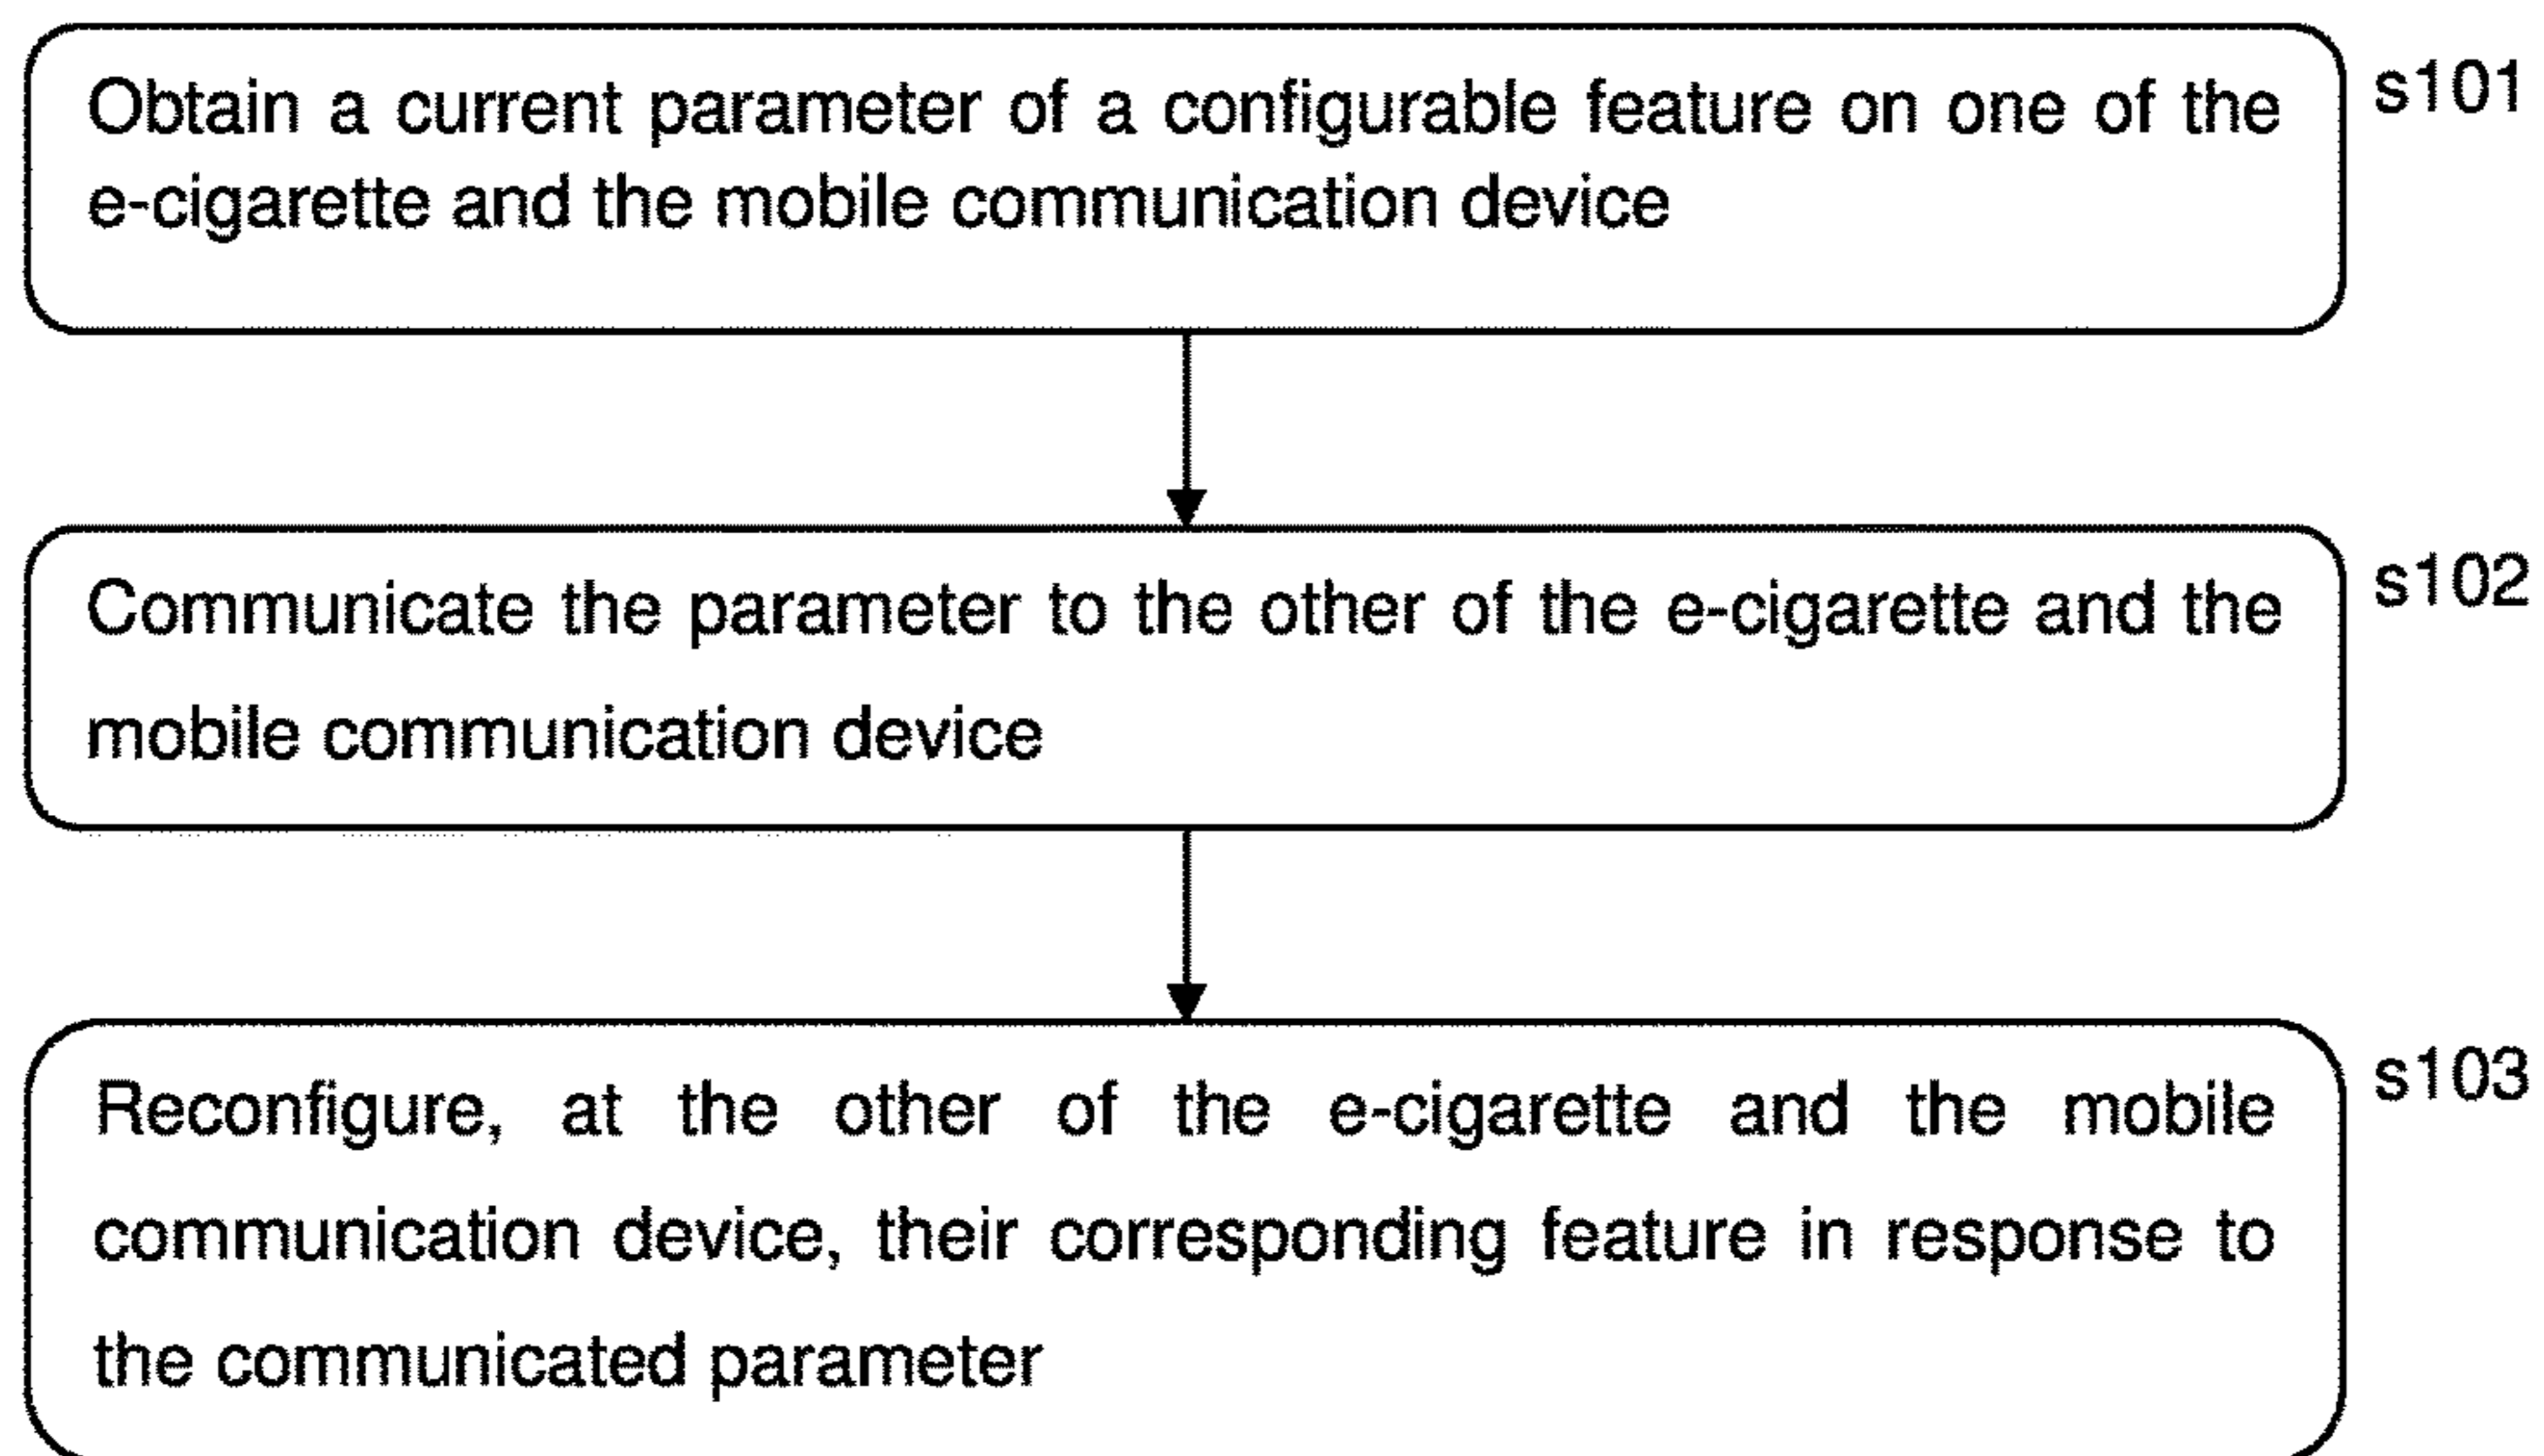 Obtain a current parameter of a configurable feature on one of the
e-cigarette and the mobile communication device
s101
Communicate the parameter to the other of the e-cigarette and the
mobile communication device
s102
Reconfigure, at the other of the e-cigarette and the mobile
communication device, their corresponding feature in response to
the communicated parameter
s103